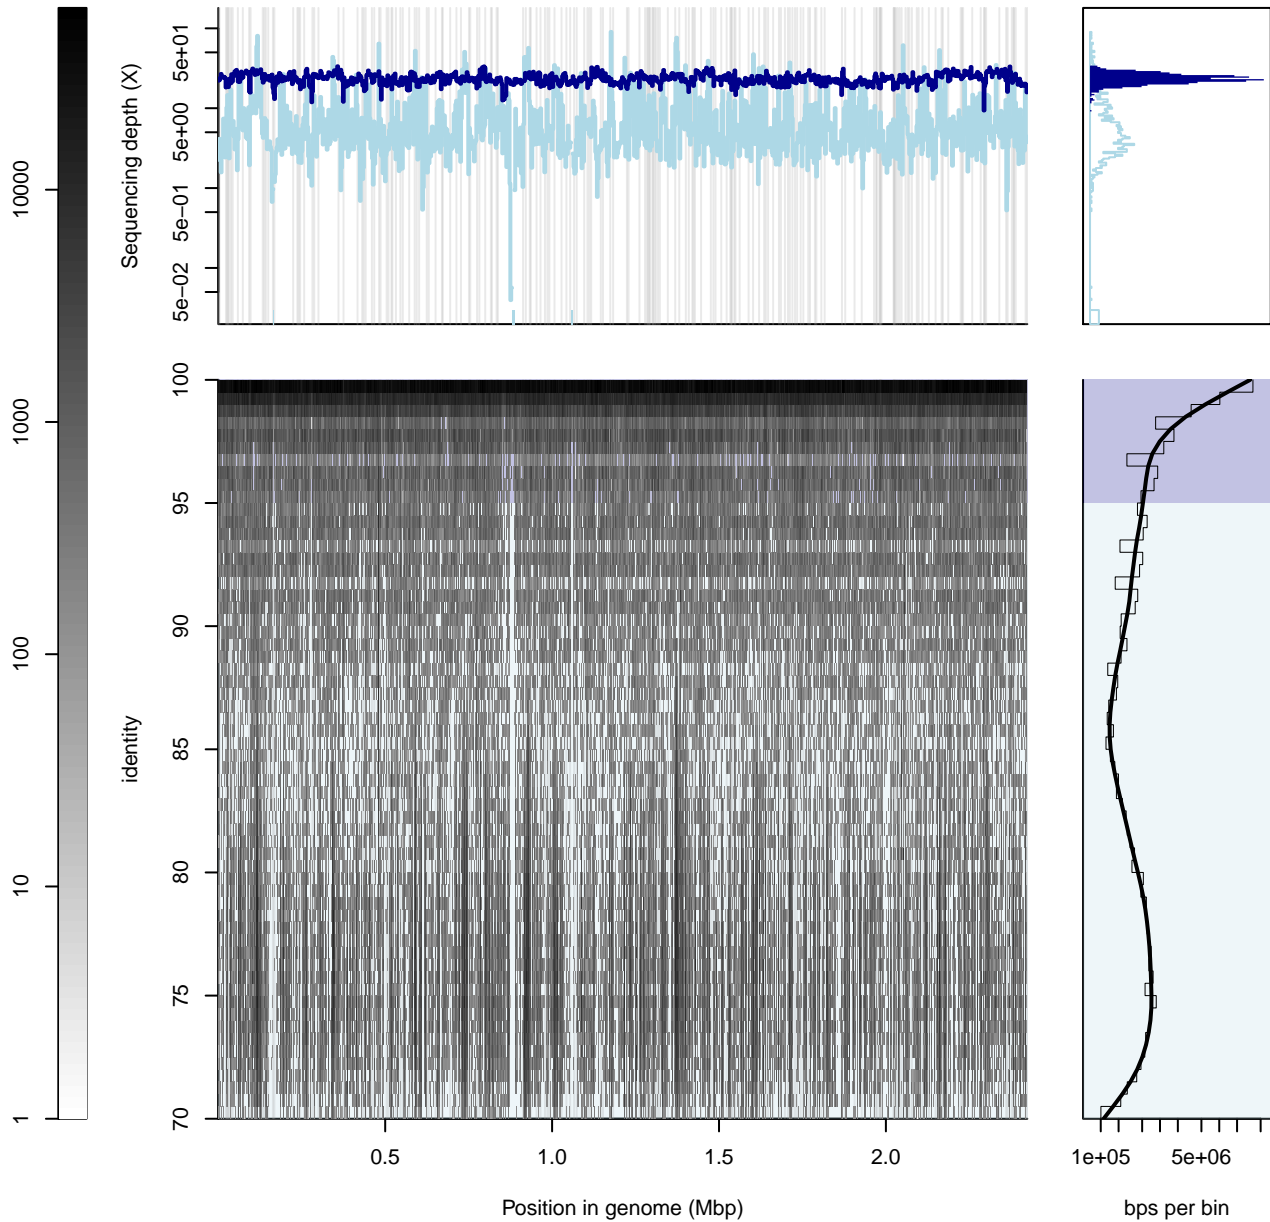 10000
1000
100
10
1
Sequencing depth (X)
5e+01
5e+00
5e-01
5e-02
identity
100
95
90
85
80
75
70
0.5 1.0 1.5 2.0
Position in genome (Mbp)
1e+05 5e+06
bps per bin